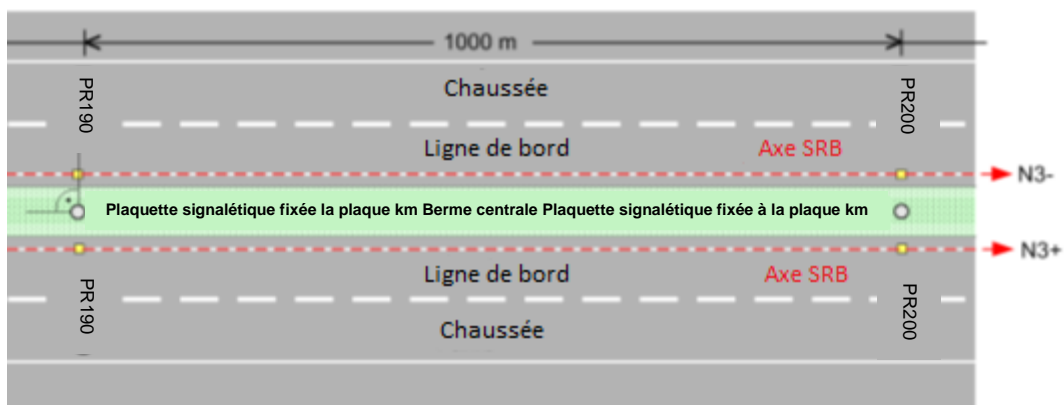 1000 m
PR190
PR200
Chaussée
Ligne de bord
Axe SRB
N3-
Plaquette signalétique fixée la plaque km Berme centrale Plaquette signalétique fixée à la plaque km
N3+
Ligne de bord
Axe SRB
PR190
PR200
Chaussée